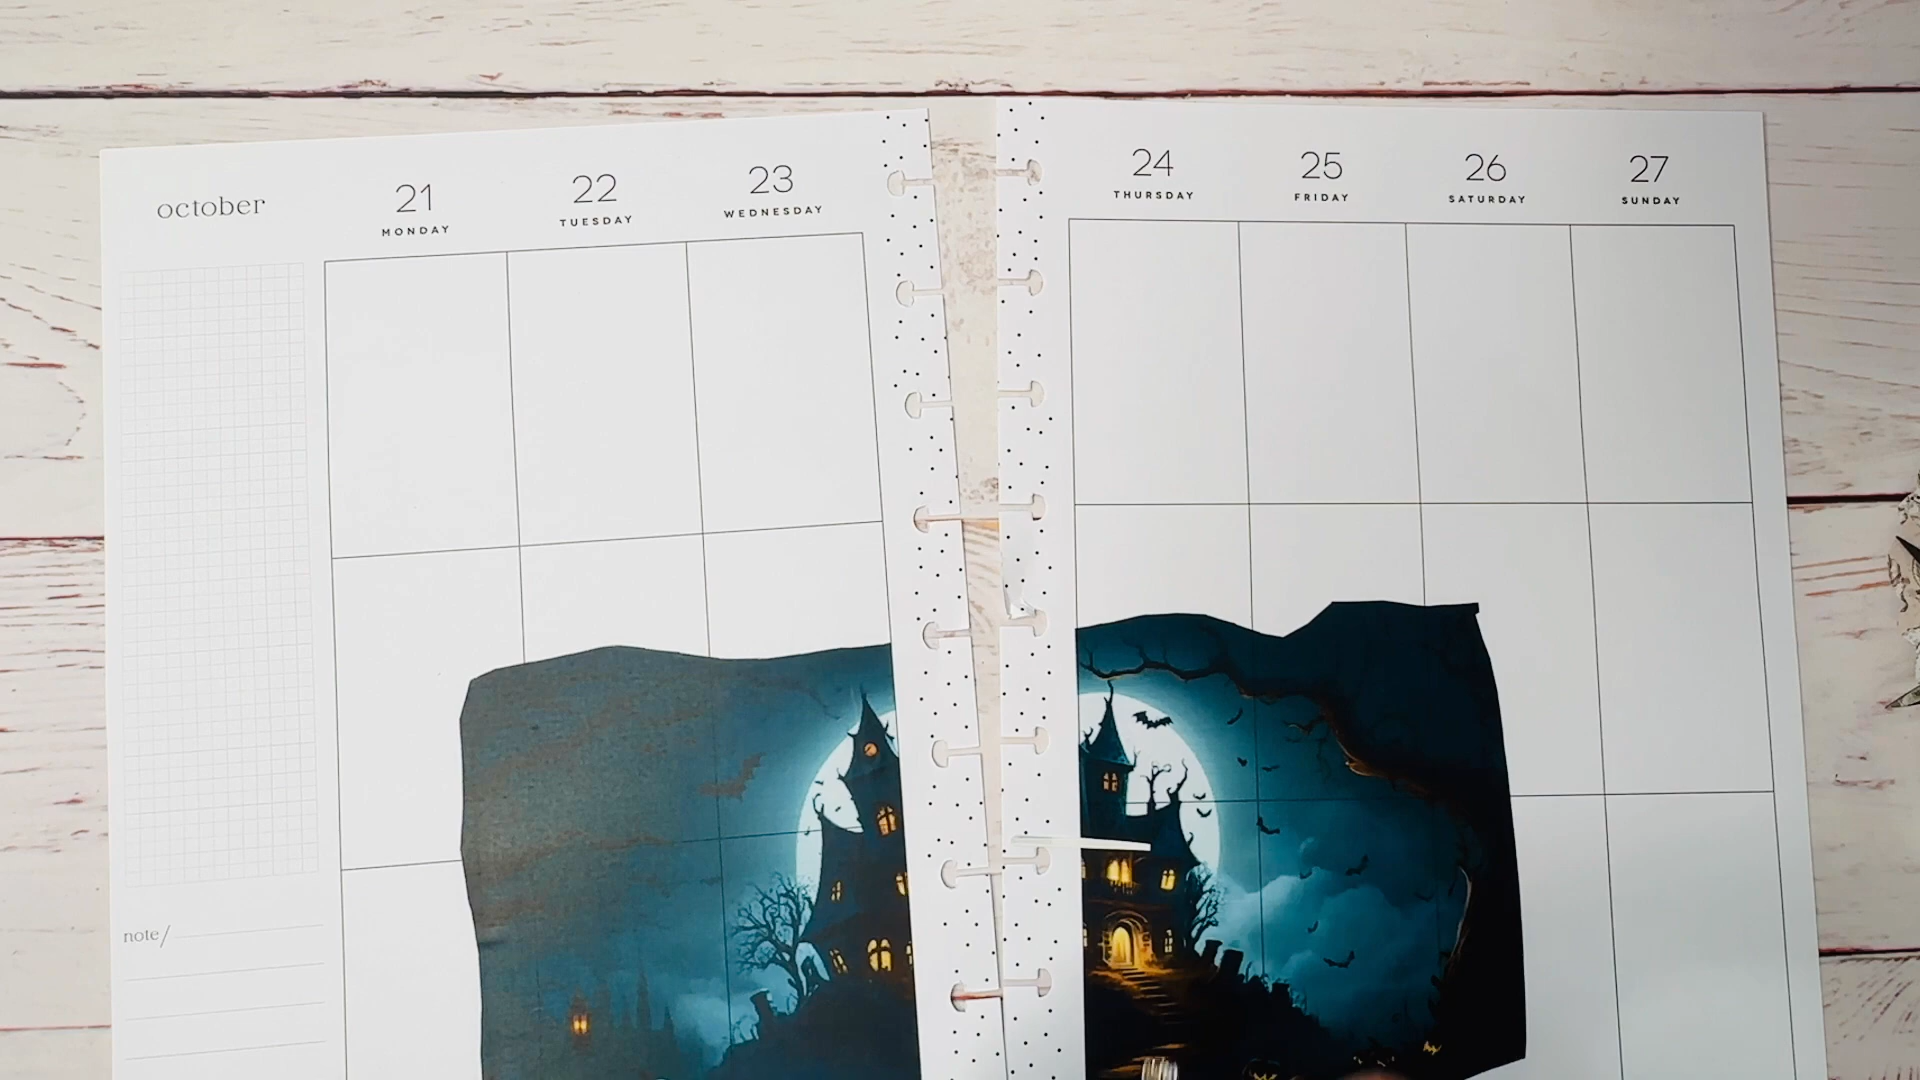 october
21
MONDAY
22
TUESDAY
23
WEDNESDAY
24
THURSDAY
25
FRIDAY
26
SATURDAY
27
SUNDAY
note/